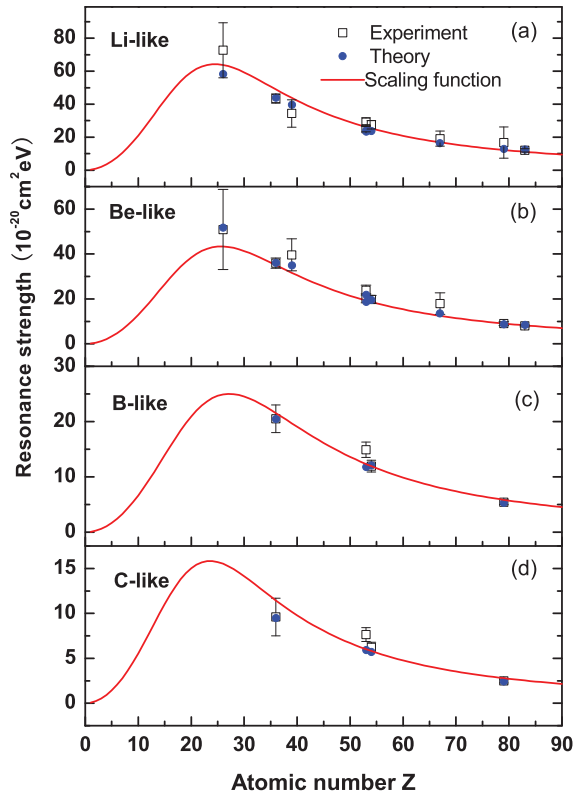 Li-like
(a)
Experiment
Theory
Scaling function
80
60
40
20
0
Be-like
(b)
60
40
20
0
B-like
(c)
30
20
10
0
C-like
(d)
15
10
5
0
0 10 20 30 40 50 60 70 80 90
Atomic number Z
Resonance strength (10⁻²⁰cm²eV)